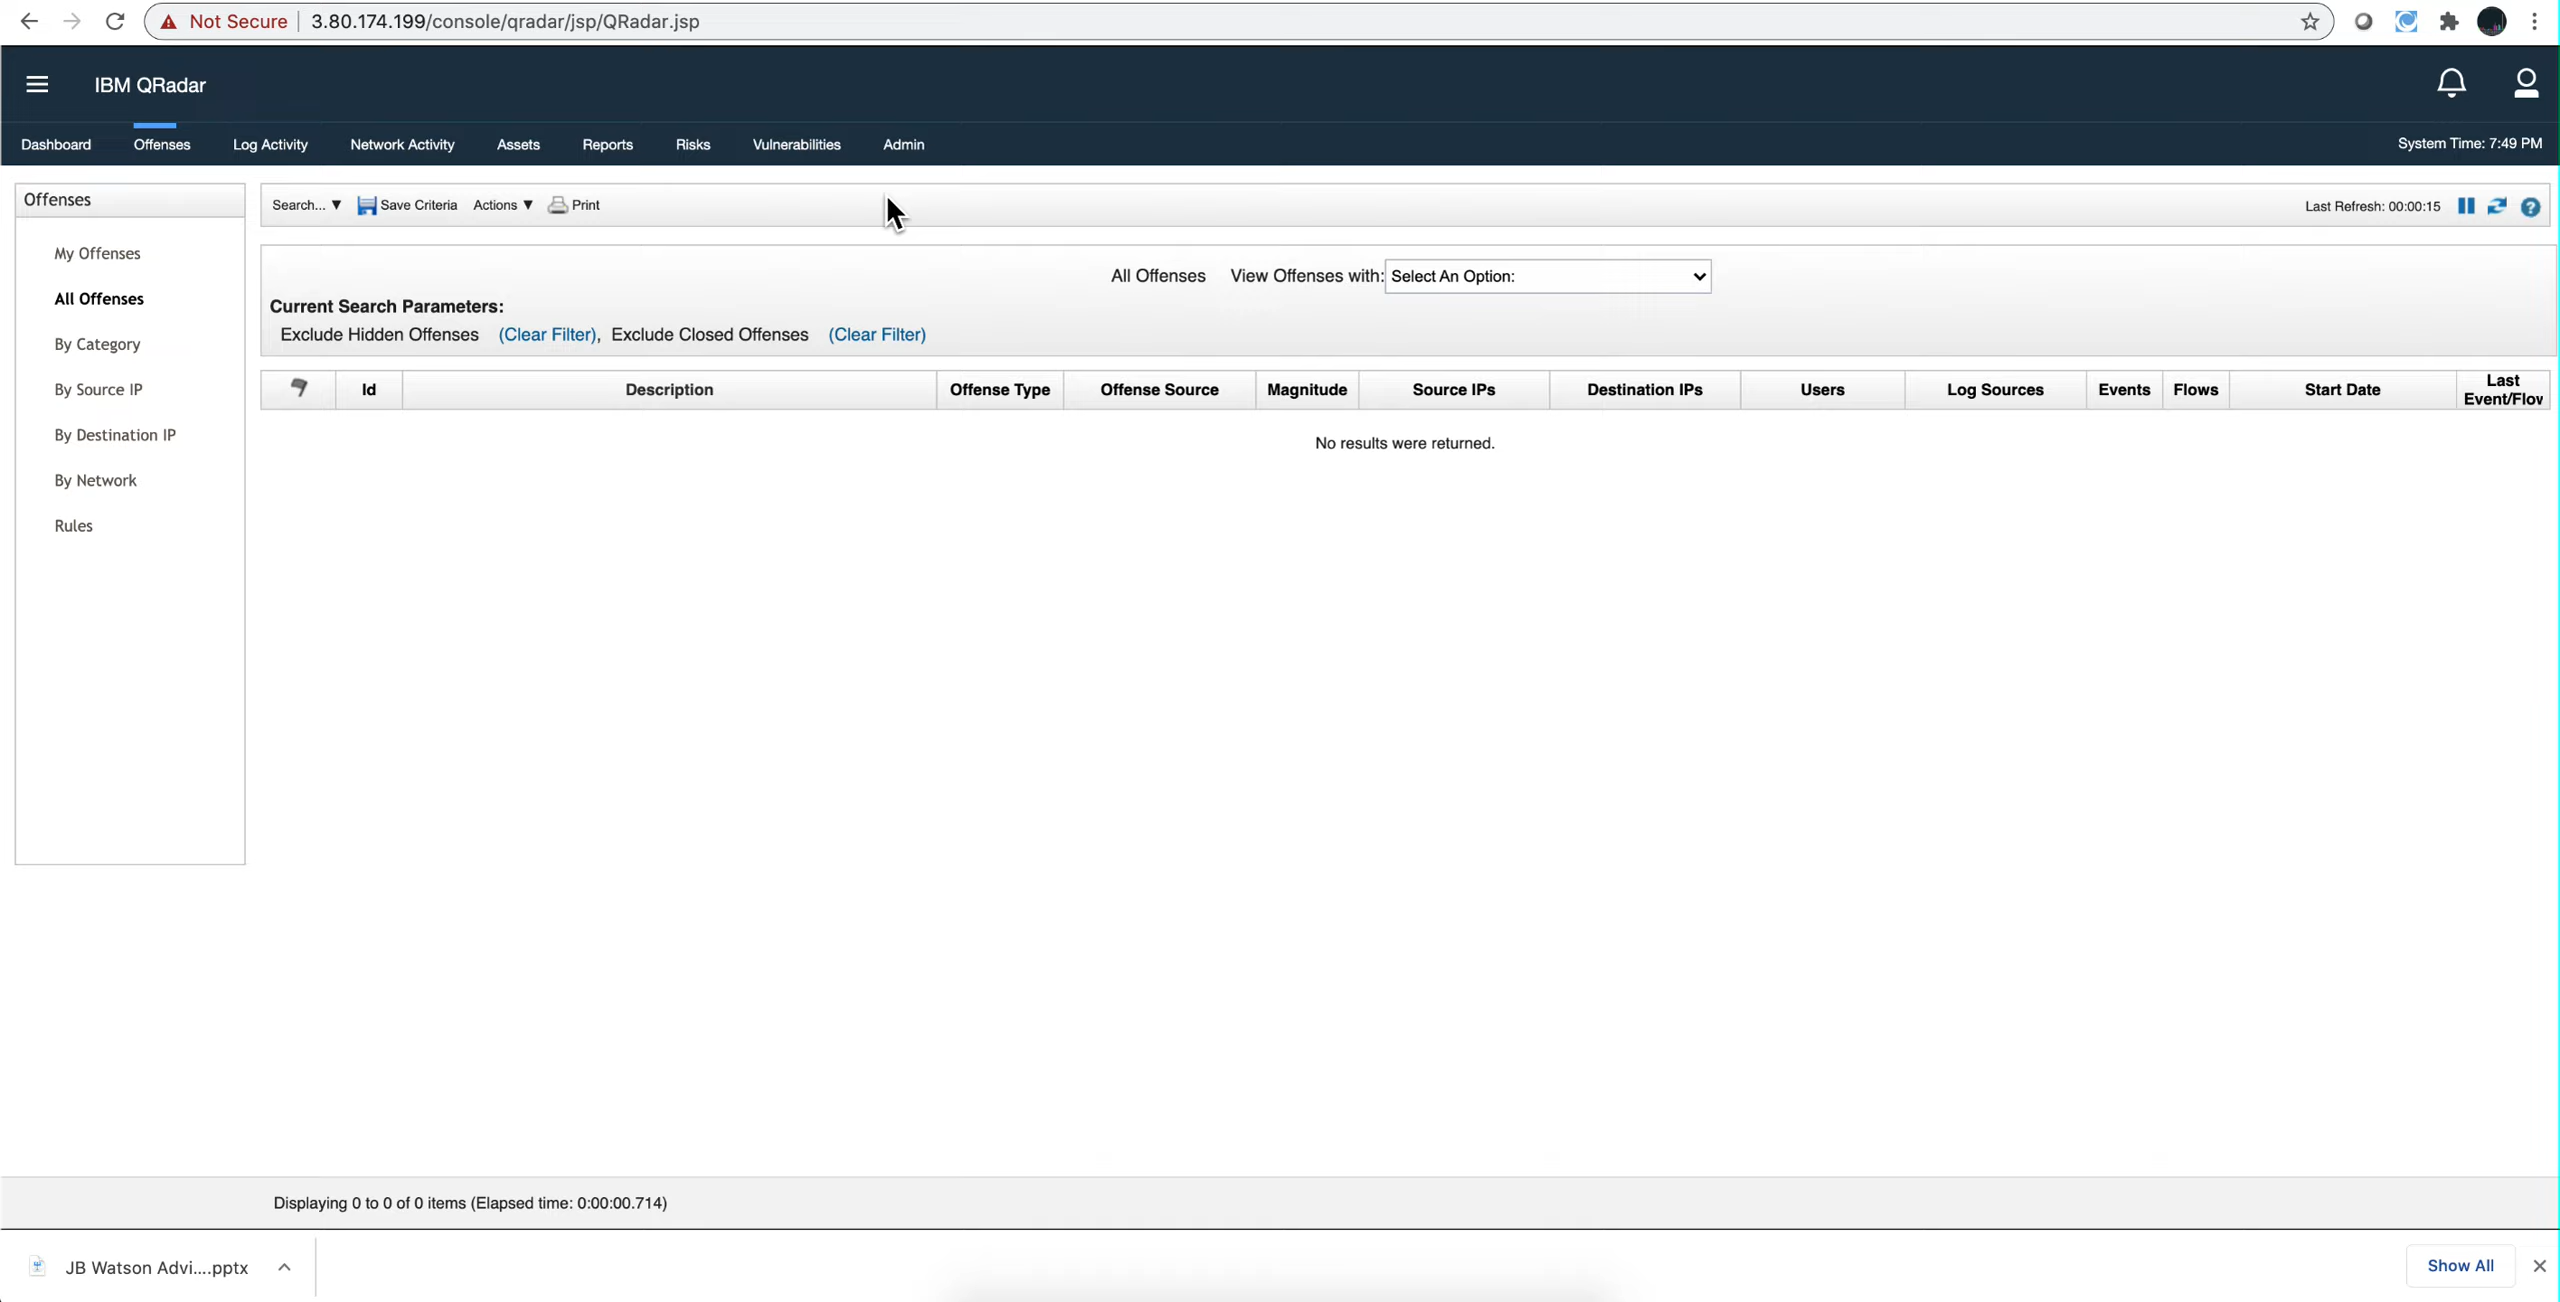 Not Secure 3.80.174.199/console/qradar/jsp/QRadar.jsp
IBM QRadar
Dashboard Offenses Log Activity Network Activity Assets Reports Risks Vulnerabilities Admin System Time: 7:49 PM
Offenses
My Offenses
All Offenses
By Category
By Source IP
By Destination IP
By Network
Rules
Search... ▼ Save Criteria Actions ▼ Print Last Refresh: 00:00:15
All Offenses View Offenses with: Select An Option:
Current Search Parameters:
Exclude Hidden Offenses (Clear Filter), Exclude Closed Offenses (Clear Filter)
Id Description Offense Type Offense Source Magnitude Source IPs Destination IPs Users Log Sources Events Flows Start Date Last
Event/Flow
No results were returned.
Displaying 0 to 0 of 0 items (Elapsed time: 0:00:00.714)
JB Watson Advi....pptx Show All